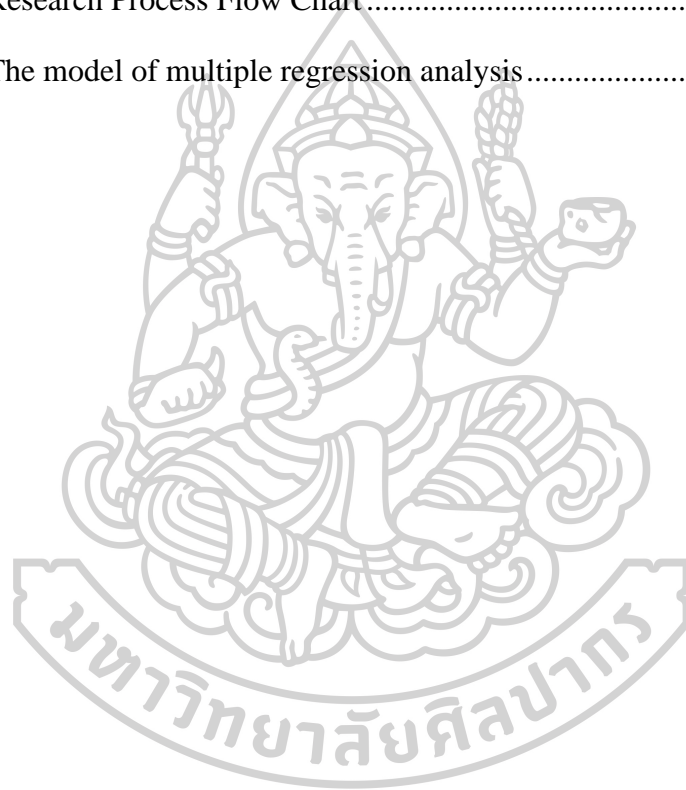 Research Process Flow Chart........................................
The model of multiple regression analysis....................
มหาวิทยาลัยศิลปากร